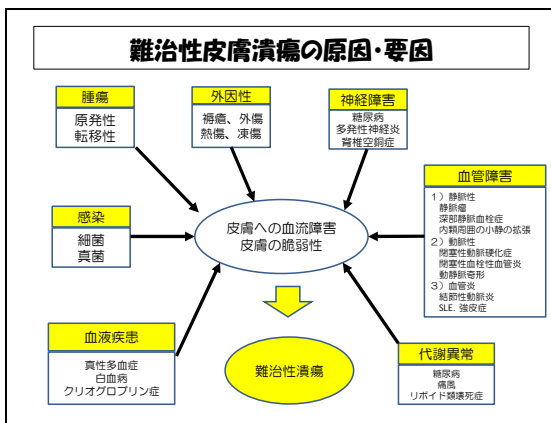 難治性皮膚潰瘍の原因･要因
腫瘍
原発性
転移性
外因性
褥瘡、外傷
熱傷、凍傷
神経障害
糖尿病
多発性神経炎
脊椎空銅症
血管障害
1）静脈性
静脈瘤
深部静脈血栓症
内顆周囲の小静の拡張
2）動脈性
閉塞性動脈硬化症
閉塞性血栓性血管炎
動静脈奇形
3）血管炎
結節性動脈炎
SLE. 強皮症
感染
細菌
真菌
皮膚への血流障害
皮膚の脆弱性
血液疾患
真性多血症
白血病
クリオグロブリン症
難治性潰瘍
代謝異常
糖尿病
痛風
リポイド類壊死症